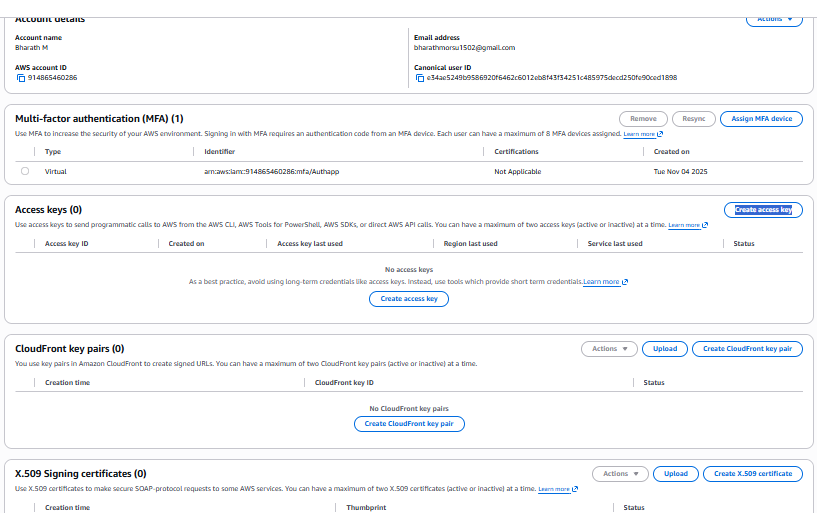 Account details
Actions
Account name
Bharath M
Email address
bharathmorsu1502@gmail.com
AWS account ID
914865460286
Canonical user ID
e34ae5249b9586920f6462c6012eb8f43f34251c485975decd250fe90ced1898
Multi-factor authentication (MFA) (1)
Remove
Resync
Assign MFA device
Use MFA to increase the security of your AWS environment. Signing in with MFA requires an authentication code from an MFA device. Each user can have a maximum of 8 MFA devices assigned. Learn more
Type
Identifier
Certifications
Created on
Virtual
arn:aws:iam::914865460286:mfa/Authapp
Not Applicable
Tue Nov 04 2025
Access keys (0)
Create access key
Use access keys to send programmatic calls to AWS from the AWS CLI, AWS Tools for PowerShell, AWS SDKs, or direct AWS API calls. You can have a maximum of two access keys (active or inactive) at a time. Learn more
Access key ID
Created on
Access key last used
Region last used
Service last used
Status
No access keys
As a best practice, avoid using long-term credentials like access keys. Instead, use tools which provide short term credentials. Learn more
Create access key
CloudFront key pairs (0)
Actions
Upload
Create CloudFront key pair
You use key pairs in Amazon CloudFront to create signed URLs. You can have a maximum of two CloudFront key pairs (active or inactive) at a time.
Creation time
CloudFront key ID
Status
No CloudFront key pairs
Create CloudFront key pair
X.509 Signing certificates (0)
Actions
Upload
Create X.509 certificate
Use X.509 certificates to make secure SOAP-protocol requests to some AWS services. You can have a maximum of two X.509 certificates (active or inactive) at a time. Learn more
Creation time
Thumbprint
Status